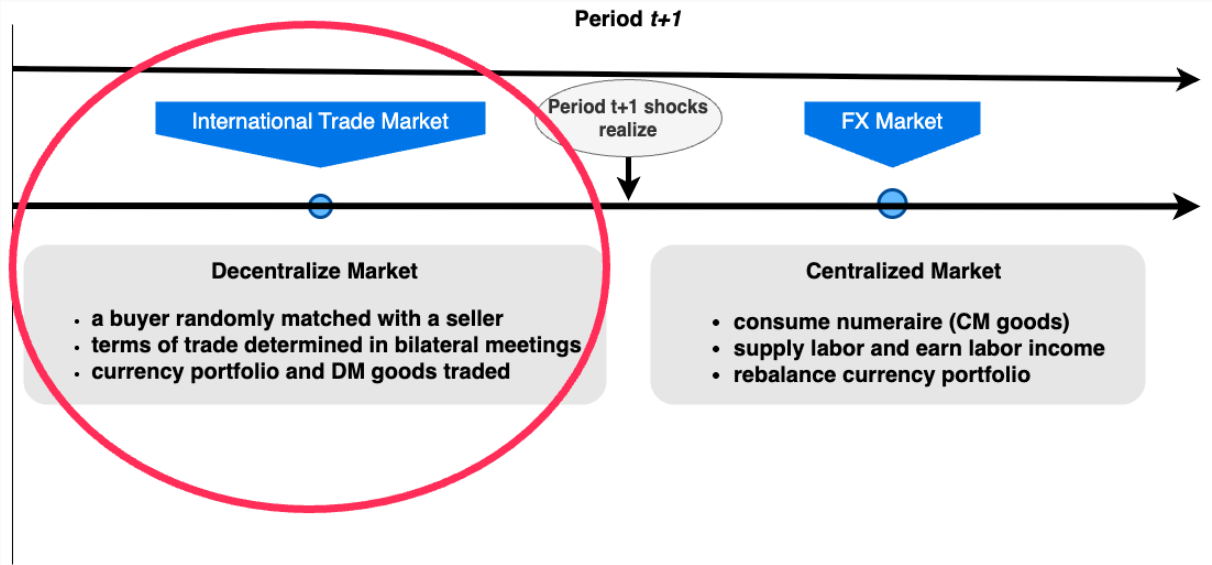 Period t+1
International Trade Market
Period t+1 shocks
realize
FX Market
Decentralize Market
• a buyer randomly matched with a seller
• terms of trade determined in bilateral meetings
• currency portfolio and DM goods traded
Centralized Market
• consume numeraire (CM goods)
• supply labor and earn labor income
• rebalance currency portfolio